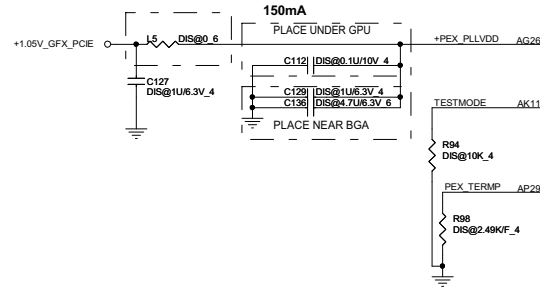 150mA
PLACE UNDER GPU
+1.05V_GFX_PCIE
L5 DIS@0_6
+PEX_PLLVDD AG26
C112 DIS@0.1U/10V_4
C127
DIS@1U/6.3V_4
C129 DIS@1U/6.3V_4
C136 DIS@4.7U/6.3V_6
PLACE NEAR BGA
TESTMODE AK11
R94
DIS@10K_4
PEX_TERMP AP29
R98
DIS@2.49K/F_4